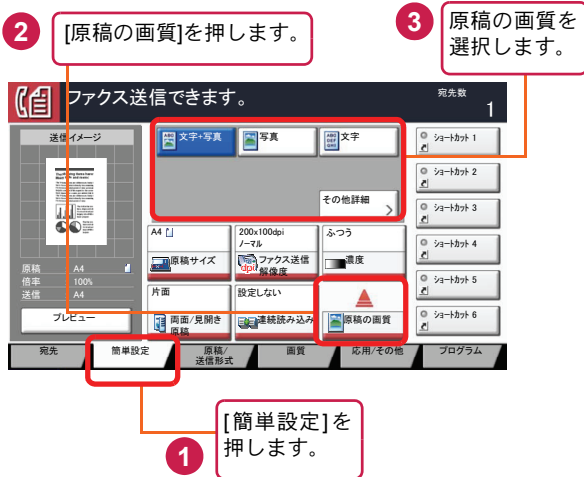 2
[原稿の画質]を押します。
3
原稿の画質を
選択します。
ファクス送信できます。
宛先数
1
送信イメージ
文字+写真
写真
ABC
DEF
GHI
文字
その他詳細
ショートカット 1
ショートカット 2
ショートカット 3
ショートカット 4
ショートカット 5
ショートカット 6
A4
原稿サイズ
200x100dpi
ノーマル
dpi
ファクス送信
解像度
ふつう
濃度
原稿 A4
倍率 100%
送信 A4
プレビュー
片面
両面/見開き
原稿
設定しない
連続読み込み
原稿の画質
宛先
簡単設定
原稿/
送信形式
画質
応用/その他
プログラム
1
[簡単設定]を
押します。